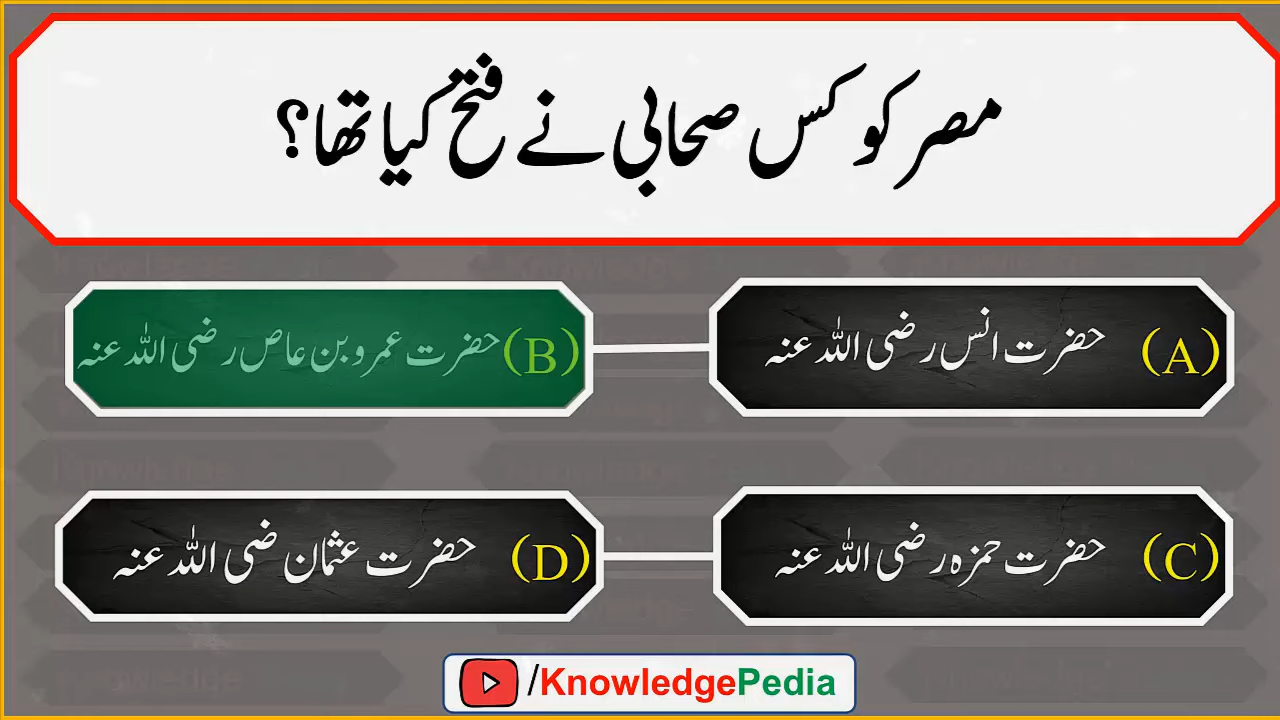 مصر کو کس صحابی نے فتح کیا تھا؟
(A) حضرت انس رضی اللہ عنہ
(B) حضرت عمرو بن عاص رضی اللہ عنہ
(C) حضرت حمزہ رضی اللہ عنہ
(D) حضرت عثمان ضی اللہ عنہ
/KnowledgePedia